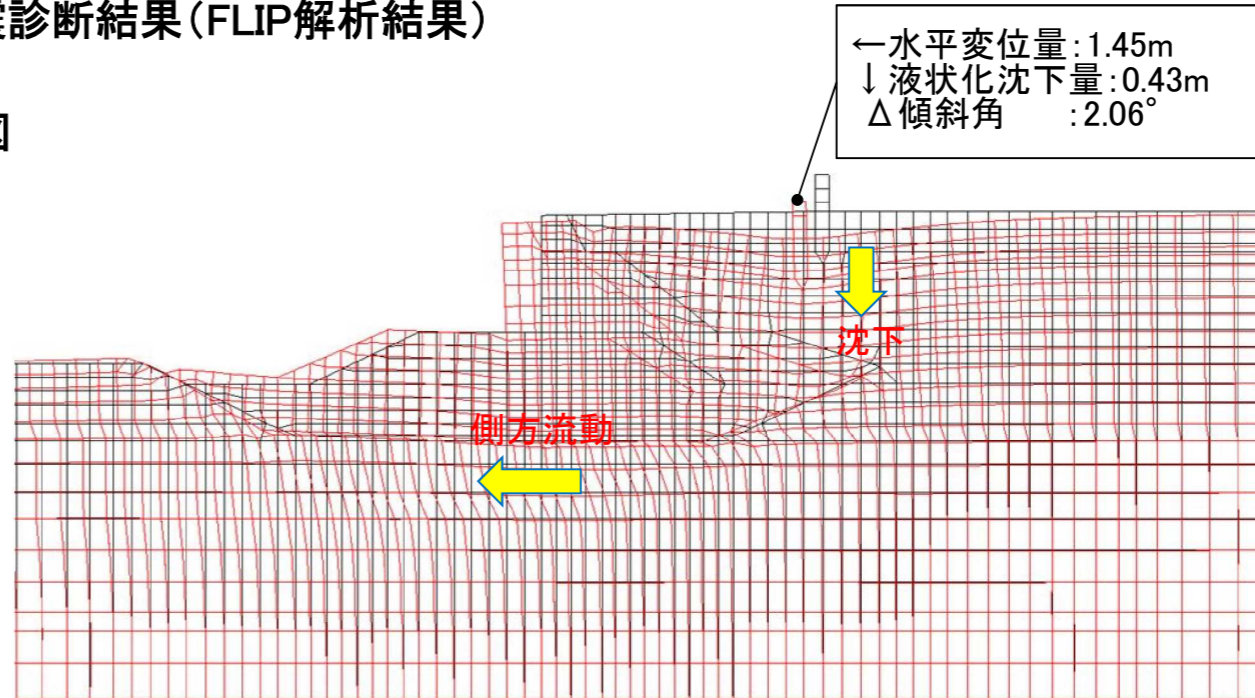 震診断結果(FLIP解析結果)
図
←水平変位量:1.45m
↓液状化沈下量:0.43m
Δ傾斜角　　:2.06°
沈下
側方流動